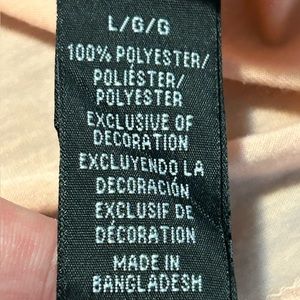 L/G/G
100% POLYESTER/
POLIÉSTER/
POLYESTER
EXCLUSIVE OF
DECORATION
EXCLUYENDO LA
DECORACIÓN
EXCLUSIF DE
DÉCORATION
MADE IN
BANGLADESH